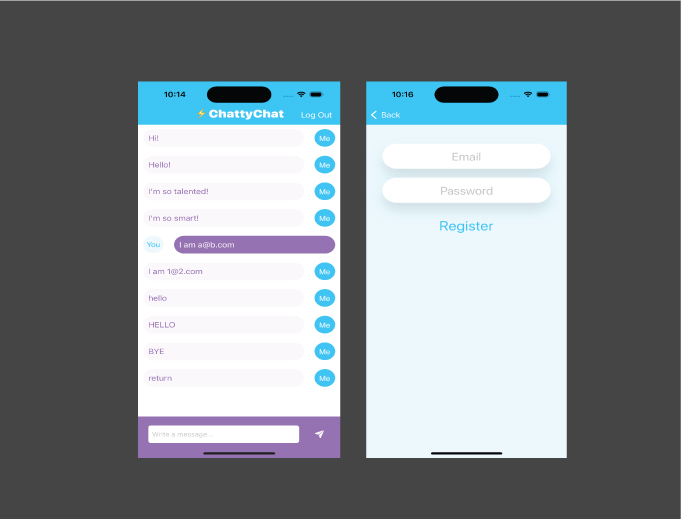 10:14
⚡ChattyChat
Log Out
Hi!
Me
Hello!
Me
I'm so talented!
Me
I'm so smart!
Me
You
I am a@b.com
I am 1@2.com
Me
hello
Me
HELLO
Me
BYE
Me
return
Me
Write a message...
10:16
Back
Email
Password
Register